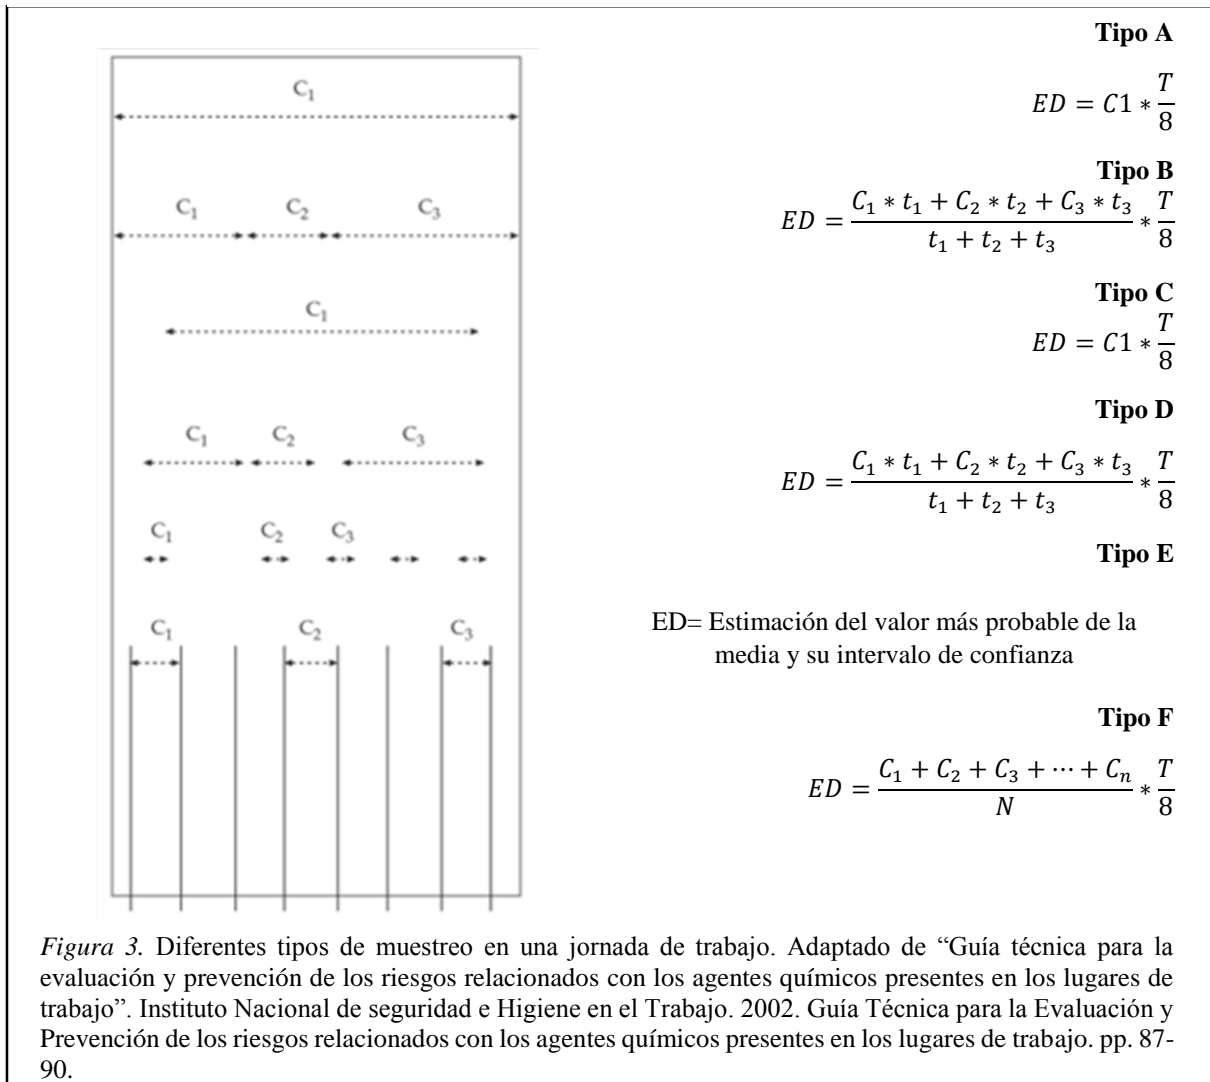 Tipo A
C₁
ED = C1 * T/8
Tipo B
C₁ C₂ C₃
ED = (C₁ * t₁ + C₂ * t₂ + C₃ * t₃)/(t₁ + t₂ + t₃) * T/8
Tipo C
C₁
ED = C1 * T/8
Tipo D
C₁ C₂ C₃
ED = (C₁ * t₁ + C₂ * t₂ + C₃ * t₃)/(t₁ + t₂ + t₃) * T/8
C₁ C₂ C₃
Tipo E
ED= Estimación del valor más probable de la
media y su intervalo de confianza
C₁ C₂ C₃
Tipo F
ED = (C₁ + C₂ + C₃ + ⋯ + Cₙ)/N * T/8
Figura 3. Diferentes tipos de muestreo en una jornada de trabajo. Adaptado de “Guía técnica para la
evaluación y prevención de los riesgos relacionados con los agentes químicos presentes en los lugares de
trabajo”. Instituto Nacional de seguridad e Higiene en el Trabajo. 2002. Guía Técnica para la Evaluación y
Prevención de los riesgos relacionados con los agentes químicos presentes en los lugares de trabajo. pp. 87-
90.